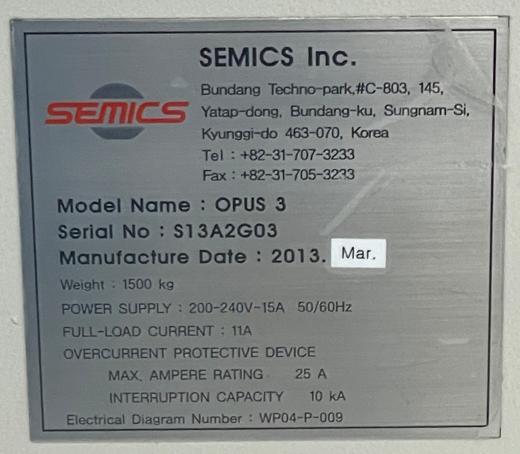 SEMICS Inc.
SEMICS
Bundang Techno-park,#C-803, 145,
Yatap-dong, Bundang-ku, Sungnam-Si,
Kyunggi-do 463-070, Korea
Tel : +82-31-707-3233
Fax : +82-31-705-3233
Model Name : OPUS 3
Serial No : S13A2G03
Manufacture Date : 2013. Mar.
Weight : 1500 kg
POWER SUPPLY : 200-240V-15A 50/60Hz
FULL-LOAD CURRENT : 11A
OVERCURRENT PROTECTIVE DEVICE
MAX. AMPERE RATING 25 A
INTERRUPTION CAPACITY 10 kA
Electrical Diagram Number : WP04-P-009